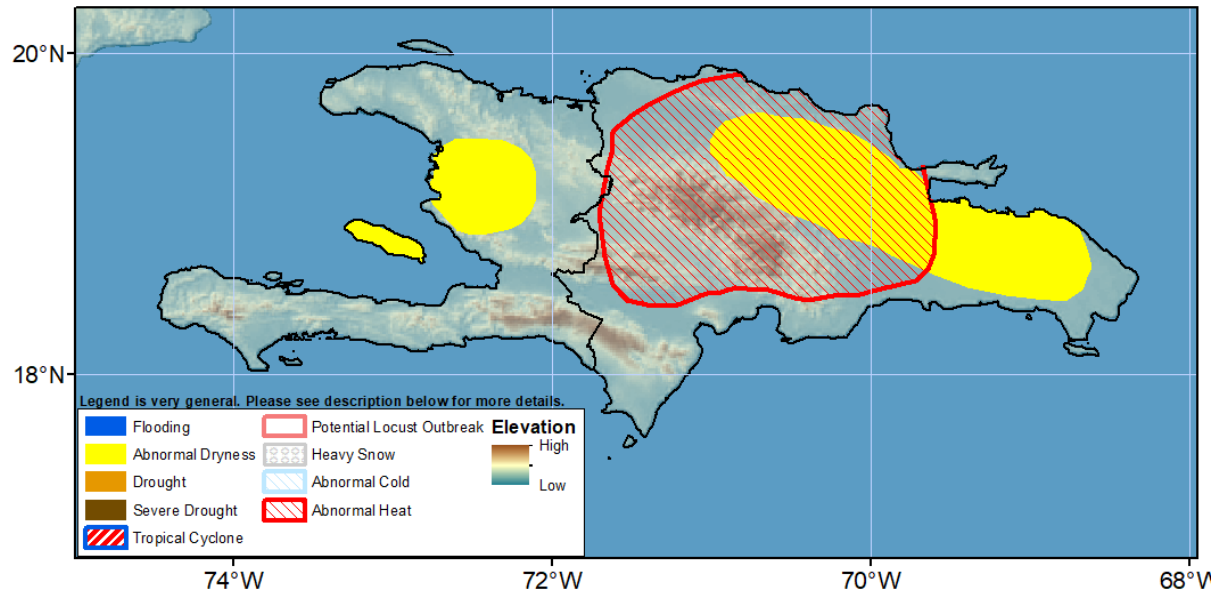 20°N
18°N
Legend is very general. Please see description below for more details.
Flooding
Abnormal Dryness
Drought
Severe Drought
Tropical Cyclone
Potential Locust Outbreak
Heavy Snow
Abnormal Cold
Abnormal Heat
Elevation
High
Low
74°W
72°W
70°W
68°W